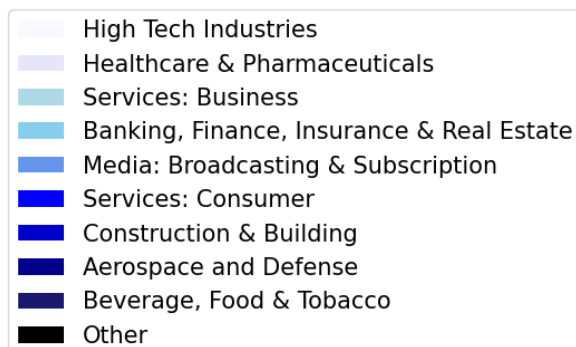 High Tech Industries
Healthcare & Pharmaceuticals
Services: Business
Banking, Finance, Insurance & Real Estate
Media: Broadcasting & Subscription
Services: Consumer
Construction & Building
Aerospace and Defense
Beverage, Food & Tobacco
Other